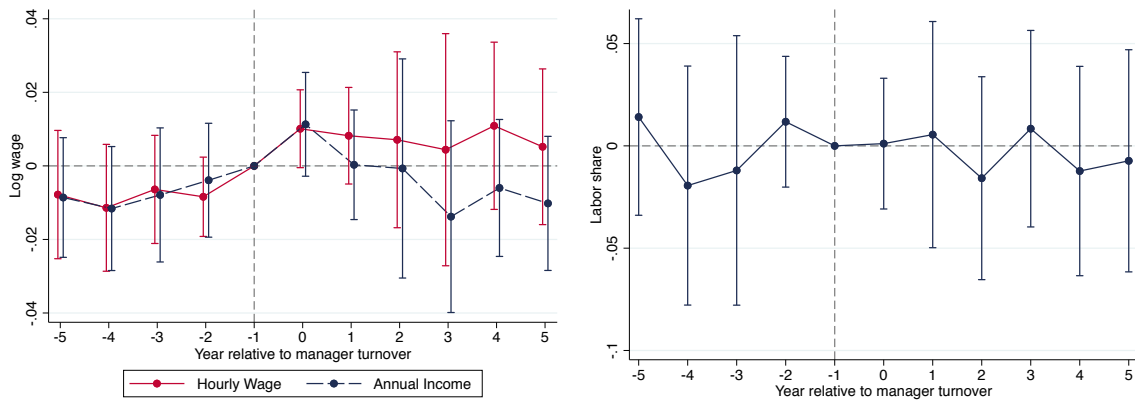 .04
.02
0
-.02
-.04
Log wage
-5 -4 -3 -2 -1 0 1 2 3 4 5
Year relative to manager turnover
Hourly Wage Annual Income
.05
0
-.05
-.1
Labor share
-5 -4 -3 -2 -1 0 1 2 3 4 5
Year relative to manager turnover